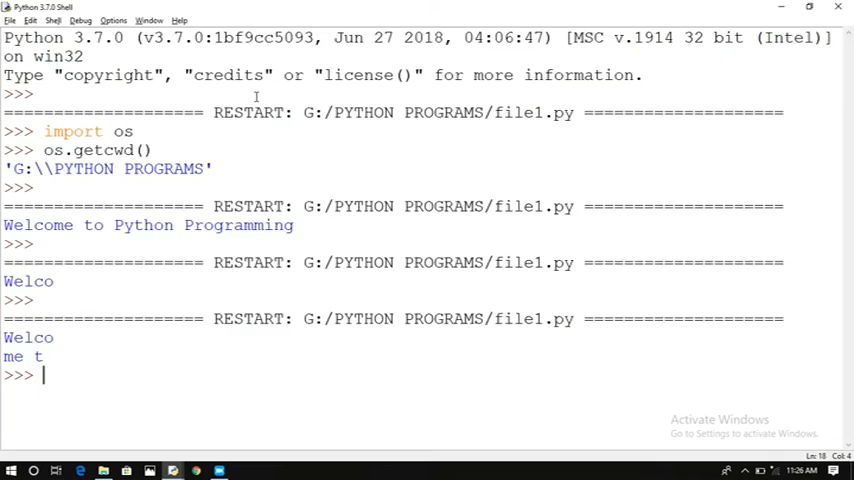 Python 3.7.0 Shell
File Edit Shell Debug Options Window Help
Python 3.7.0 (v3.7.0:1bf9cc5093, Jun 27 2018, 04:06:47) [MSC v.1914 32 bit (Intel)]
on win32
Type "copyright", "credits" or "license()" for more information.
>>>
==================== RESTART: G:/PYTHON PROGRAMS/file1.py ====================
>>> import os
>>> os.getcwd()
'G:\\PYTHON PROGRAMS'
>>>
==================== RESTART: G:/PYTHON PROGRAMS/file1.py ====================
Welcome to Python Programming
>>>
==================== RESTART: G:/PYTHON PROGRAMS/file1.py ====================
Welco
>>>
==================== RESTART: G:/PYTHON PROGRAMS/file1.py ====================
Welco
me t
>>>
Activate Windows
Go to Settings to activate Windows.
Ln: 18 Col: 4
11:26 AM